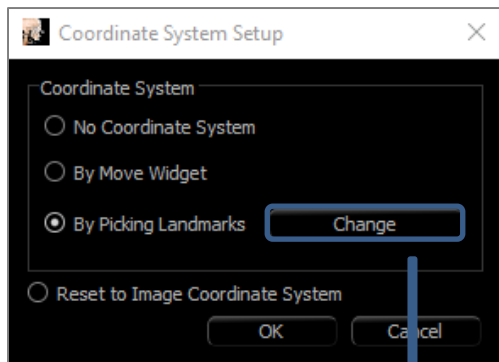 Coordinate System Setup
Coordinate System
No Coordinate System
By Move Widget
By Picking Landmarks Change
Reset to Image Coordinate System
OK Cancel